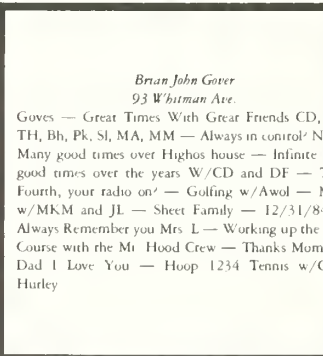 Brian John Gover
93 Whitman Ave.
Goves — Great Times With Great Friends CD,
TH, Bh, Pk, Sl, MA, MM — Always in control' N
Many good times over Highos house — Infinite
good times over the years W/CD and DF —
Fourth, your radio on' — Golfing w/Awol —
w/MKM and JL — Sheet Family — 12/31/8
Always Remember you Mrs L — Working up the
Course with the Mt Hood Crew — Thanks Mom
Dad I Love You — Hoop 1234 Tennis w/
Hurley